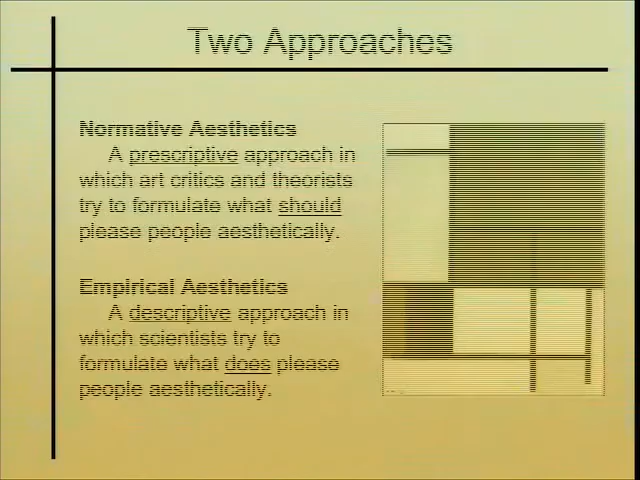 Two Approaches
Normative Aesthetics
A prescriptive approach in
which art critics and theorists
try to formulate what should
please people aesthetically.
Empirical Aesthetics
A descriptive approach in
which scientists try to
formulate what does please
people aesthetically.